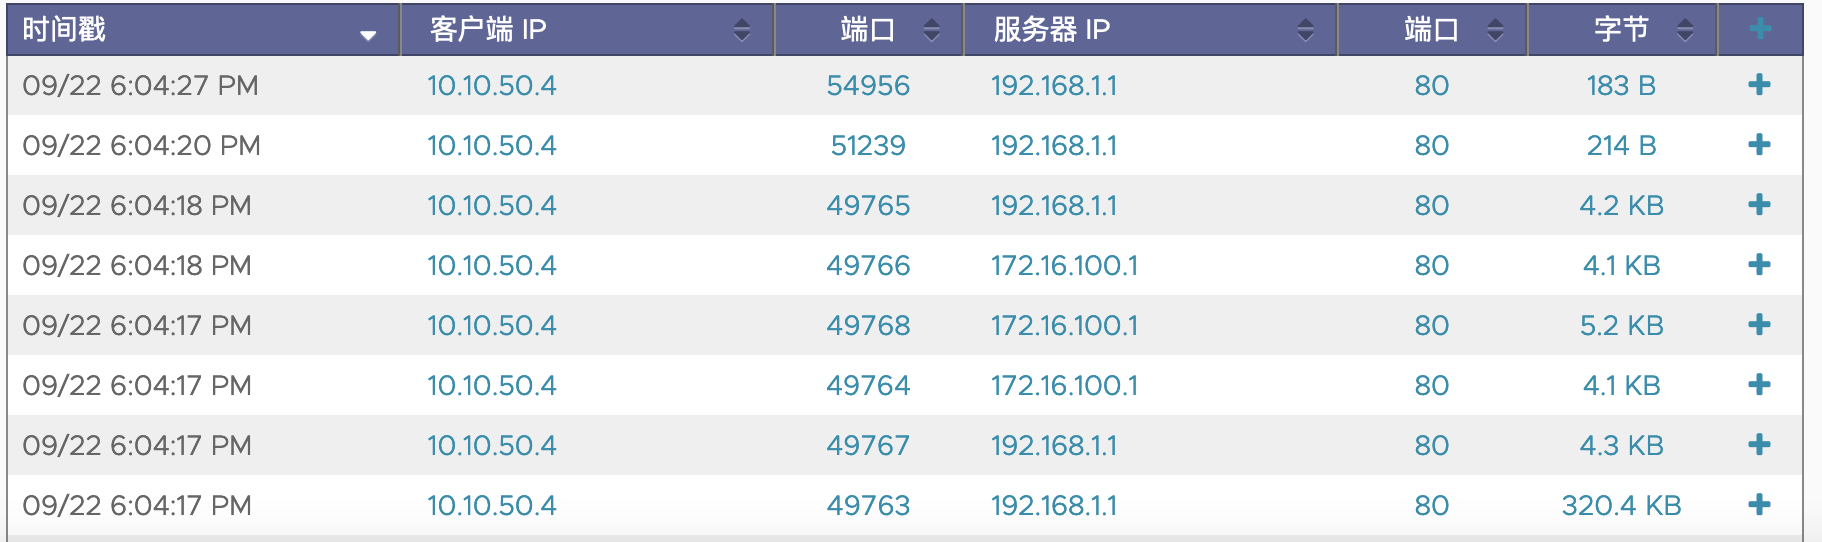 时间戳 客户端 IP 端口 服务器 IP 端口 字节
09/22 6:04:27 PM 10.10.50.4 54956 192.168.1.1 80 183 B
09/22 6:04:20 PM 10.10.50.4 51239 192.168.1.1 80 214 B
09/22 6:04:18 PM 10.10.50.4 49765 192.168.1.1 80 4.2 KB
09/22 6:04:18 PM 10.10.50.4 49766 172.16.100.1 80 4.1 KB
09/22 6:04:17 PM 10.10.50.4 49768 172.16.100.1 80 5.2 KB
09/22 6:04:17 PM 10.10.50.4 49764 172.16.100.1 80 4.1 KB
09/22 6:04:17 PM 10.10.50.4 49767 192.168.1.1 80 4.3 KB
09/22 6:04:17 PM 10.10.50.4 49763 192.168.1.1 80 320.4 KB